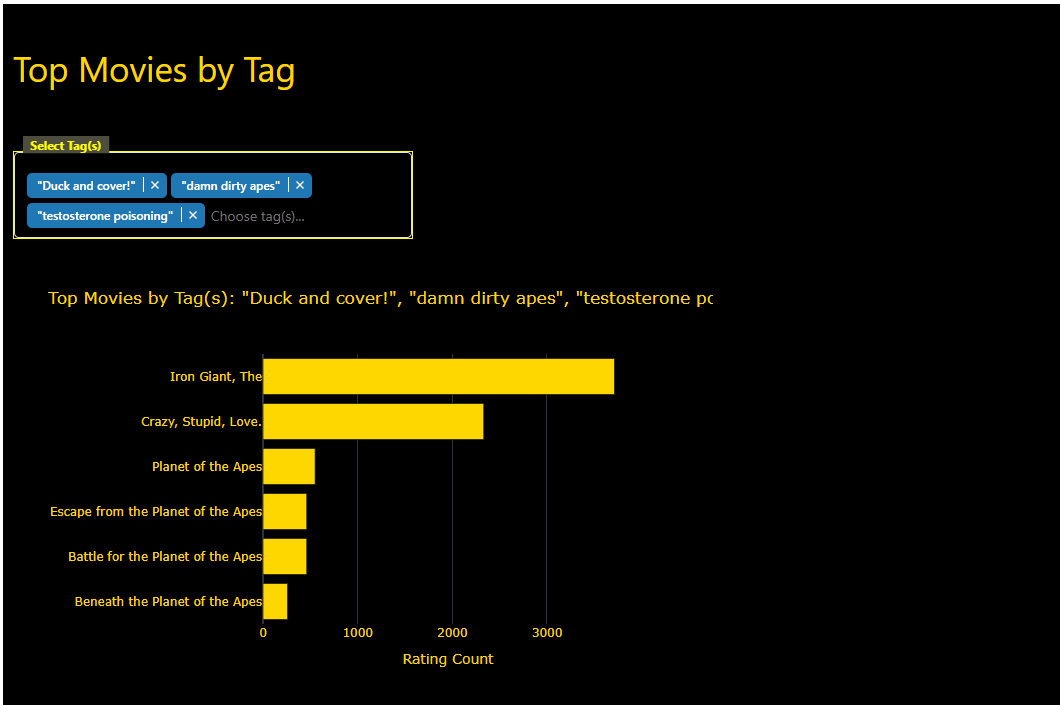 Top Movies by Tag
Select Tag(s)
"Duck and cover!" × "damn dirty apes" ×
"testosterone poisoning" × Choose tag(s)...
Top Movies by Tag(s): "Duck and cover!", "damn dirty apes", "testosterone po
Iron Giant, The
Crazy, Stupid, Love.
Planet of the Apes
Escape from the Planet of the Apes
Battle for the Planet of the Apes
Beneath the Planet of the Apes
0 1000 2000 3000
Rating Count